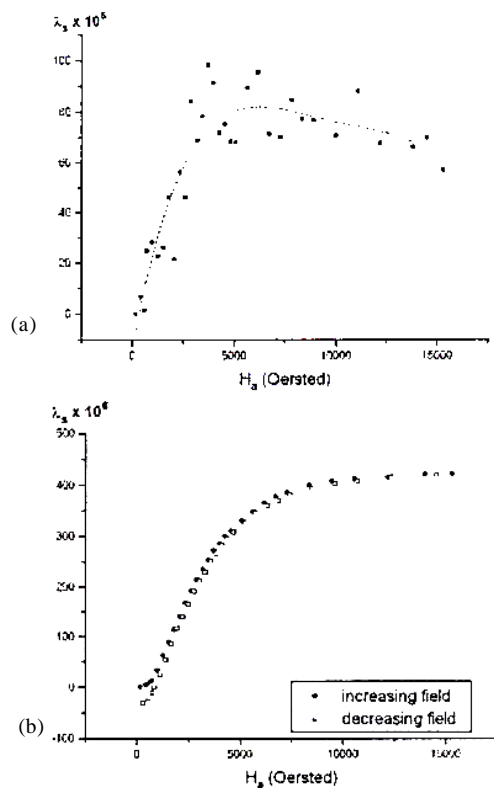 λs x 10⁶
100
80
60
40
20
0
(a)
0 5000 10000 15000
Ha (Oersted)
λs x 10⁶
500
400
300
200
100
0
-100
(b)
increasing field
decreasing field
0 5000 10000 15000
Ha (Oersted)